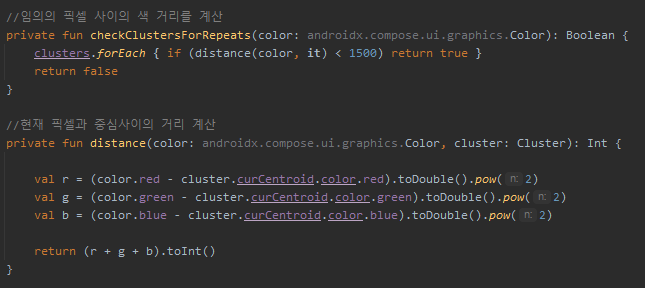 //임의의 픽셀 사이의 색 거리를 계산
private fun checkClustersForRepeats(color: androidx.compose.ui.graphics.Color): Boolean {
clusters.forEach { if (distance(color, it) < 1500) return true }
return false
}
//현재 픽셀과 중심사이의 거리 계산
private fun distance(color: androidx.compose.ui.graphics.Color, cluster: Cluster): Int {
val r = (color.red - cluster.curCentroid.color.red).toDouble().pow( n: 2)
val g = (color.green - cluster.curCentroid.color.green).toDouble().pow( n: 2)
val b = (color.blue - cluster.curCentroid.color.blue).toDouble().pow( n: 2)
return (r + g + b).toInt()
}